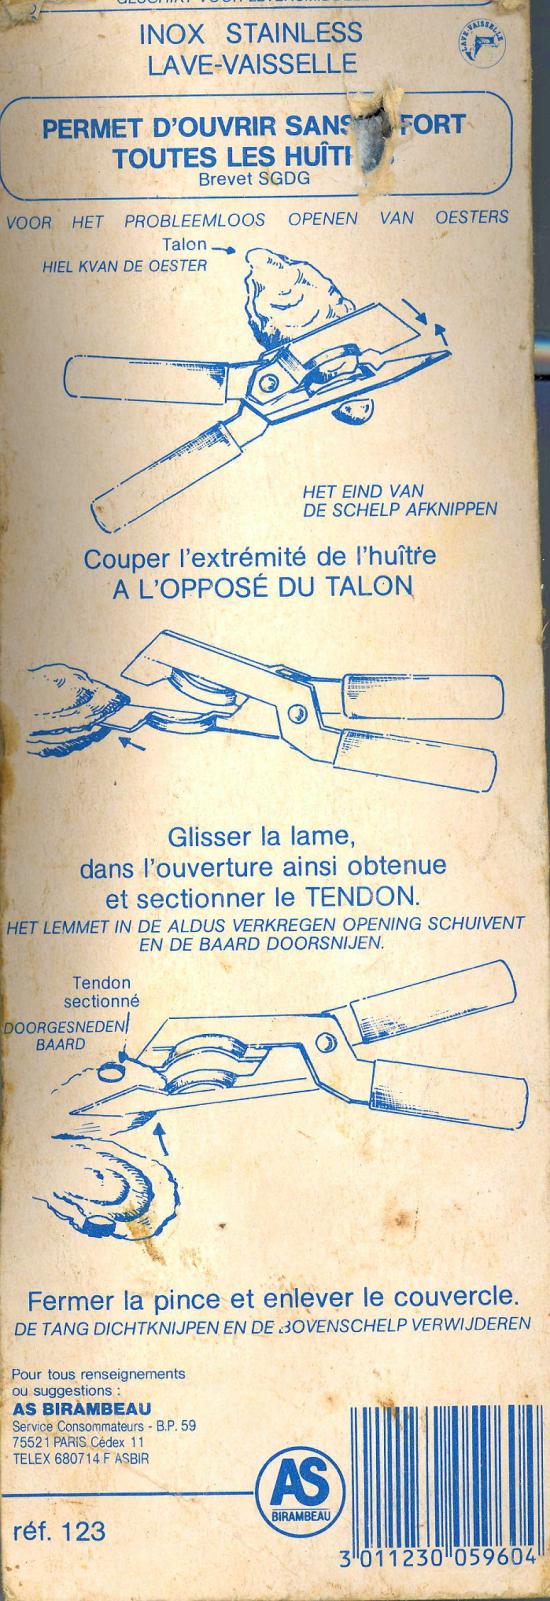 INOX STAINLESS
LAVE-VAISSELLE
LAVE-VAISSELLE
PERMET D'OUVRIR SANS FORT
TOUTES LES HUÎT
Brevet SGDG
VOOR HET PROBLEEMLOOS OPENEN VAN OESTERS
Talon
HIEL KVAN DE OESTER
HET EIND VAN
DE SCHELP AFKNIPPEN
Couper l'extrémité de l'huître
A L'OPPOSÉ DU TALON
Glisser la lame,
dans l'ouverture ainsi obtenue
et sectionner le TENDON.
HET LEMMET IN DE ALDUS VERKREGEN OPENING SCHUIVENT
EN DE BAARD DOORSNIJEN.
Tendon
sectionné
DOORGESNEDEN
BAARD
Fermer la pince et enlever le couvercle.
DE TANG DICHTKNIJPEN EN DE BOVENSCHELP VERWIJDEREN
Pour tous renseignements
ou suggestions :
AS BIRAMBEAU
Service Consommateurs - B.P. 59
75521 PARIS Cédex 11
TELEX 680714 F ASBIR
AS
BIRAMBEAU
réf. 123
3 011230 059604